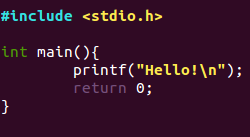 #include <stdio.h>

int main(){
        printf("Hello!\n");
        return 0;
}